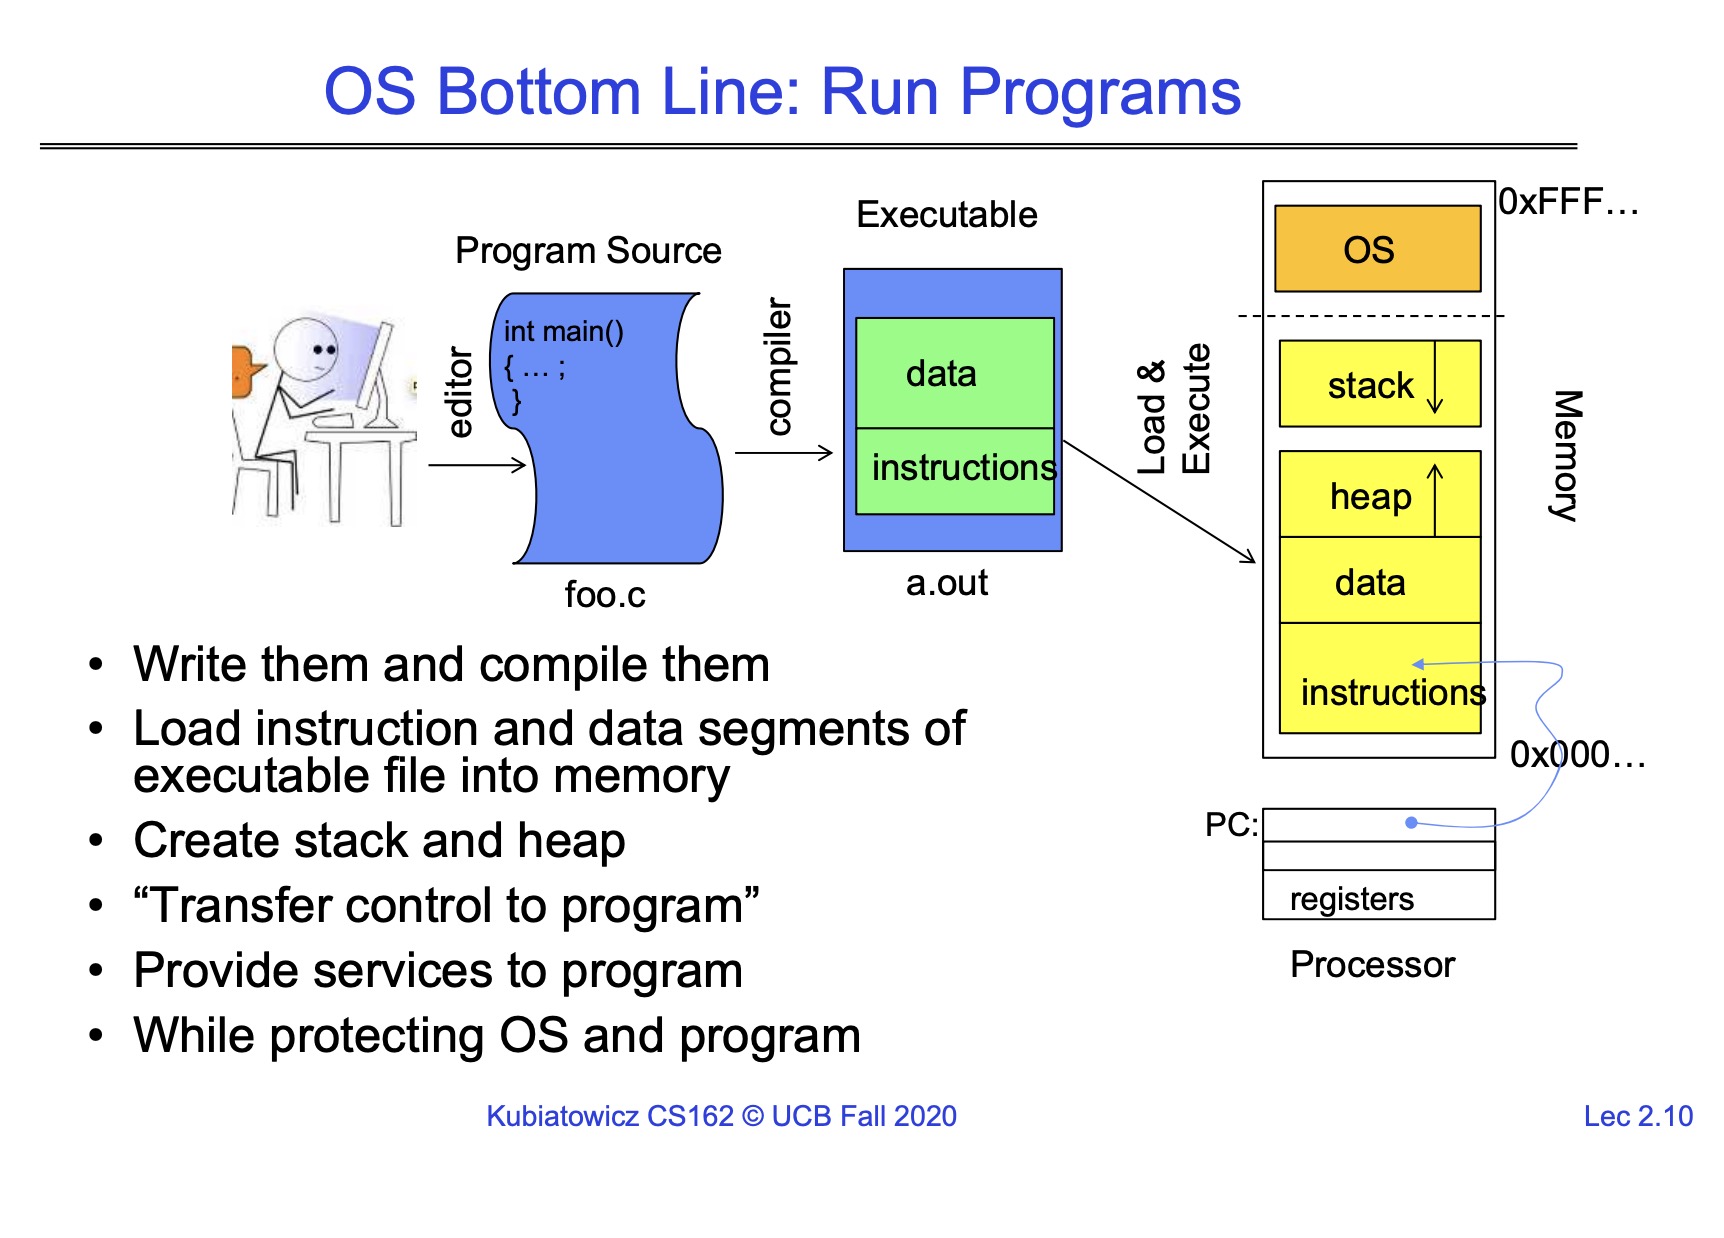 OS Bottom Line: Run Programs
Program Source
Executable
0xFFF…
OS
editor
int main()
{ … ;
}
compiler
data
instructions
Load &
Execute
stack
heap
data
instructions
Memory
foo.c
a.out
0x000…
PC:
registers
Processor
• Write them and compile them
• Load instruction and data segments of
executable file into memory
• Create stack and heap
• “Transfer control to program”
• Provide services to program
• While protecting OS and program
Kubiatowicz CS162 © UCB Fall 2020
Lec 2.10